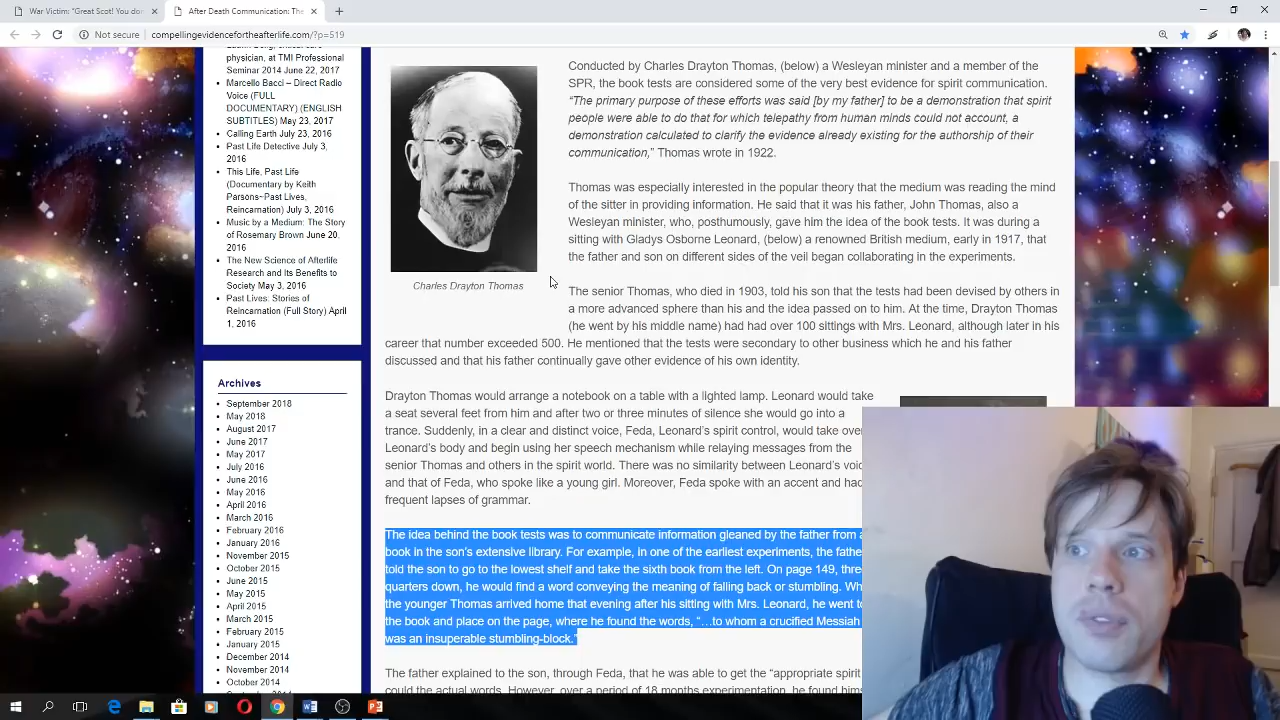 War Victim: "Great Scot! You don
After Death Communication: The
Not secure
compellingevidencefortheafterlife.com/?p=519
physician, at TMI Professional
Seminar 2014 June 22, 2017
Marcello Bacci – Direct Radio
Voice (FULL
DOCUMENTARY) (ENGLISH
SUBTITLES) May 23, 2017
Calling Earth July 23, 2016
Past Life Detective July 3,
2016
This Life, Past Life
(Documentary by Keith
Parsons~Past Lives,
Reincarnation) July 3, 2016
Music by a Medium: The Story
of Rosemary Brown June 20,
2016
The New Science of Afterlife
Research and Its Benefits to
Society May 3, 2016
Past Lives: Stories of
Reincarnation (Full Story) April
1, 2016
Archives
September 2018
May 2018
August 2017
June 2017
May 2017
July 2016
June 2016
May 2016
April 2016
March 2016
February 2016
January 2016
November 2015
October 2015
June 2015
May 2015
April 2015
March 2015
February 2015
January 2015
December 2014
November 2014
October 2014
Charles Drayton Thomas
Conducted by Charles Drayton Thomas, (below) a Wesleyan minister and a member of the
SPR, the book tests are considered some of the very best evidence for spirit communication.
"The primary purpose of these efforts was said [by my father] to be a demonstration that spirit
people were able to do that for which telepathy from human minds could not account, a
demonstration calculated to clarify the evidence already existing for the authorship of their
communication," Thomas wrote in 1922.
Thomas was especially interested in the popular theory that the medium was reading the mind
of the sitter in providing information. He said that it was his father, John Thomas, also a
Wesleyan minister, who, posthumously, gave him the idea of the book tests. It was during a
sitting with Gladys Osborne Leonard, (below) a renowned British medium, early in 1917, that
the father and son on different sides of the veil began collaborating in the experiments.
The senior Thomas, who died in 1903, told his son that the tests had been devised by others in
a more advanced sphere than his and the idea passed on to him. At the time, Drayton Thomas
(he went by his middle name) had had over 100 sittings with Mrs. Leonard, although later in his
career that number exceeded 500. He mentioned that the tests were secondary to other business which he and his father
discussed and that his father continually gave other evidence of his own identity.
Drayton Thomas would arrange a notebook on a table with a lighted lamp. Leonard would take
a seat several feet from him and after two or three minutes of silence she would go into a
trance. Suddenly, in a clear and distinct voice, Feda, Leonard's spirit control, would take over
Leonard's body and begin using her speech mechanism while relaying messages from the
senior Thomas and others in the spirit world. There was no similarity between Leonard's voic
and that of Feda, who spoke like a young girl. Moreover, Feda spoke with an accent and had
frequent lapses of grammar.
The idea behind the book tests was to communicate information gleaned by the father from a
book in the son's extensive library. For example, in one of the earliest experiments, the fathe
told the son to go to the lowest shelf and take the sixth book from the left. On page 149, three
quarters down, he would find a word conveying the meaning of falling back or stumbling. Wh
the younger Thomas arrived home that evening after his sitting with Mrs. Leonard, he went to
the book and place on the page, where he found the words, "…to whom a crucified Messiah
was an insuperable stumbling-block."
The father explained to the son, through Feda, that he was able to get the "appropriate spirit
could the actual words. However, over a period of 18 months experimentation, he found hims